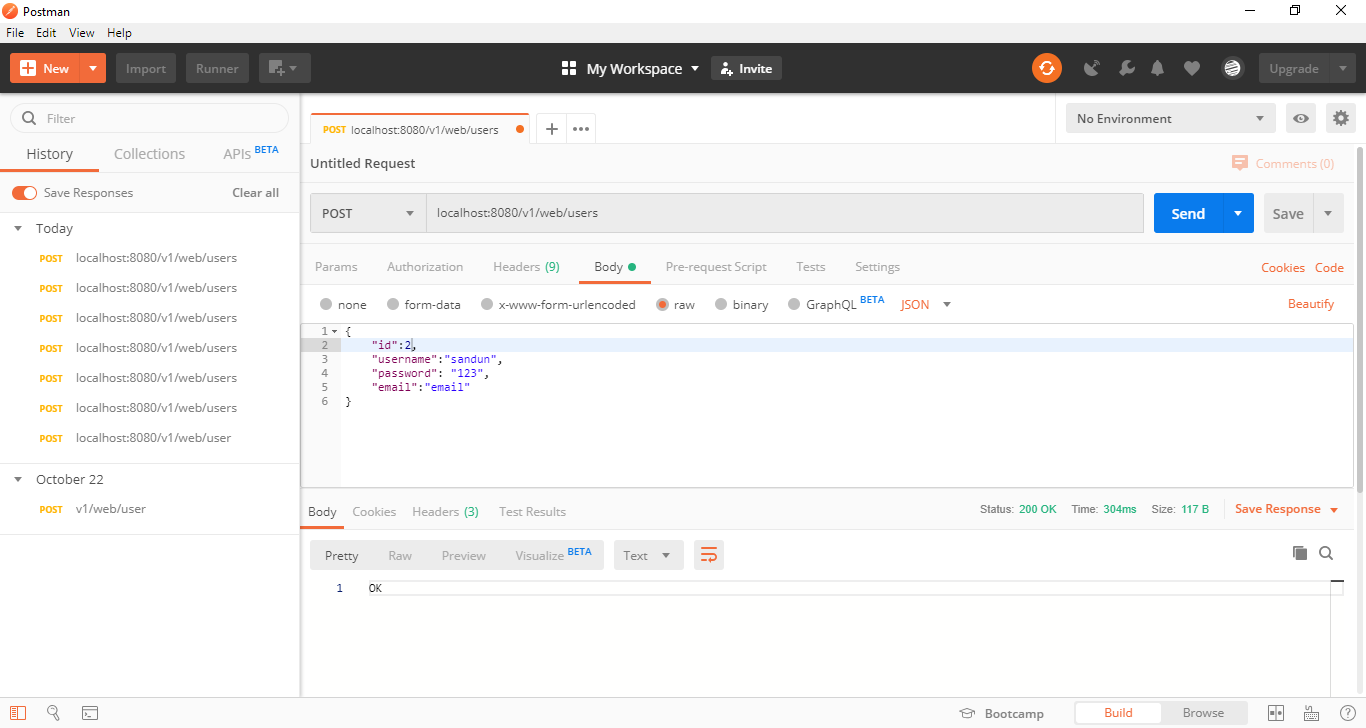 Postman
File Edit View Help
New Import Runner My Workspace Invite Upgrade
Filter
History Collections APIs BETA
Save Responses Clear all
Today
POST localhost:8080/v1/web/users
POST localhost:8080/v1/web/users
POST localhost:8080/v1/web/users
POST localhost:8080/v1/web/users
POST localhost:8080/v1/web/users
POST localhost:8080/v1/web/users
POST localhost:8080/v1/web/user
October 22
POST v1/web/user
POST localhost:8080/v1/web/users + ••• No Environment
Untitled Request Comments (0)
POST localhost:8080/v1/web/users Send Save
Params Authorization Headers (9) Body Pre-request Script Tests Settings Cookies Code
none form-data x-www-form-urlencoded raw binary GraphQL BETA JSON Beautify
1 {
2 "id":2,
3 "username":"sandun",
4 "password": "123",
5 "email":"email"
6 }
Body Cookies Headers (3) Test Results Status: 200 OK Time: 304ms Size: 117 B Save Response
Pretty Raw Preview Visualize BETA Text
1 OK
Bootcamp Build Browse ?